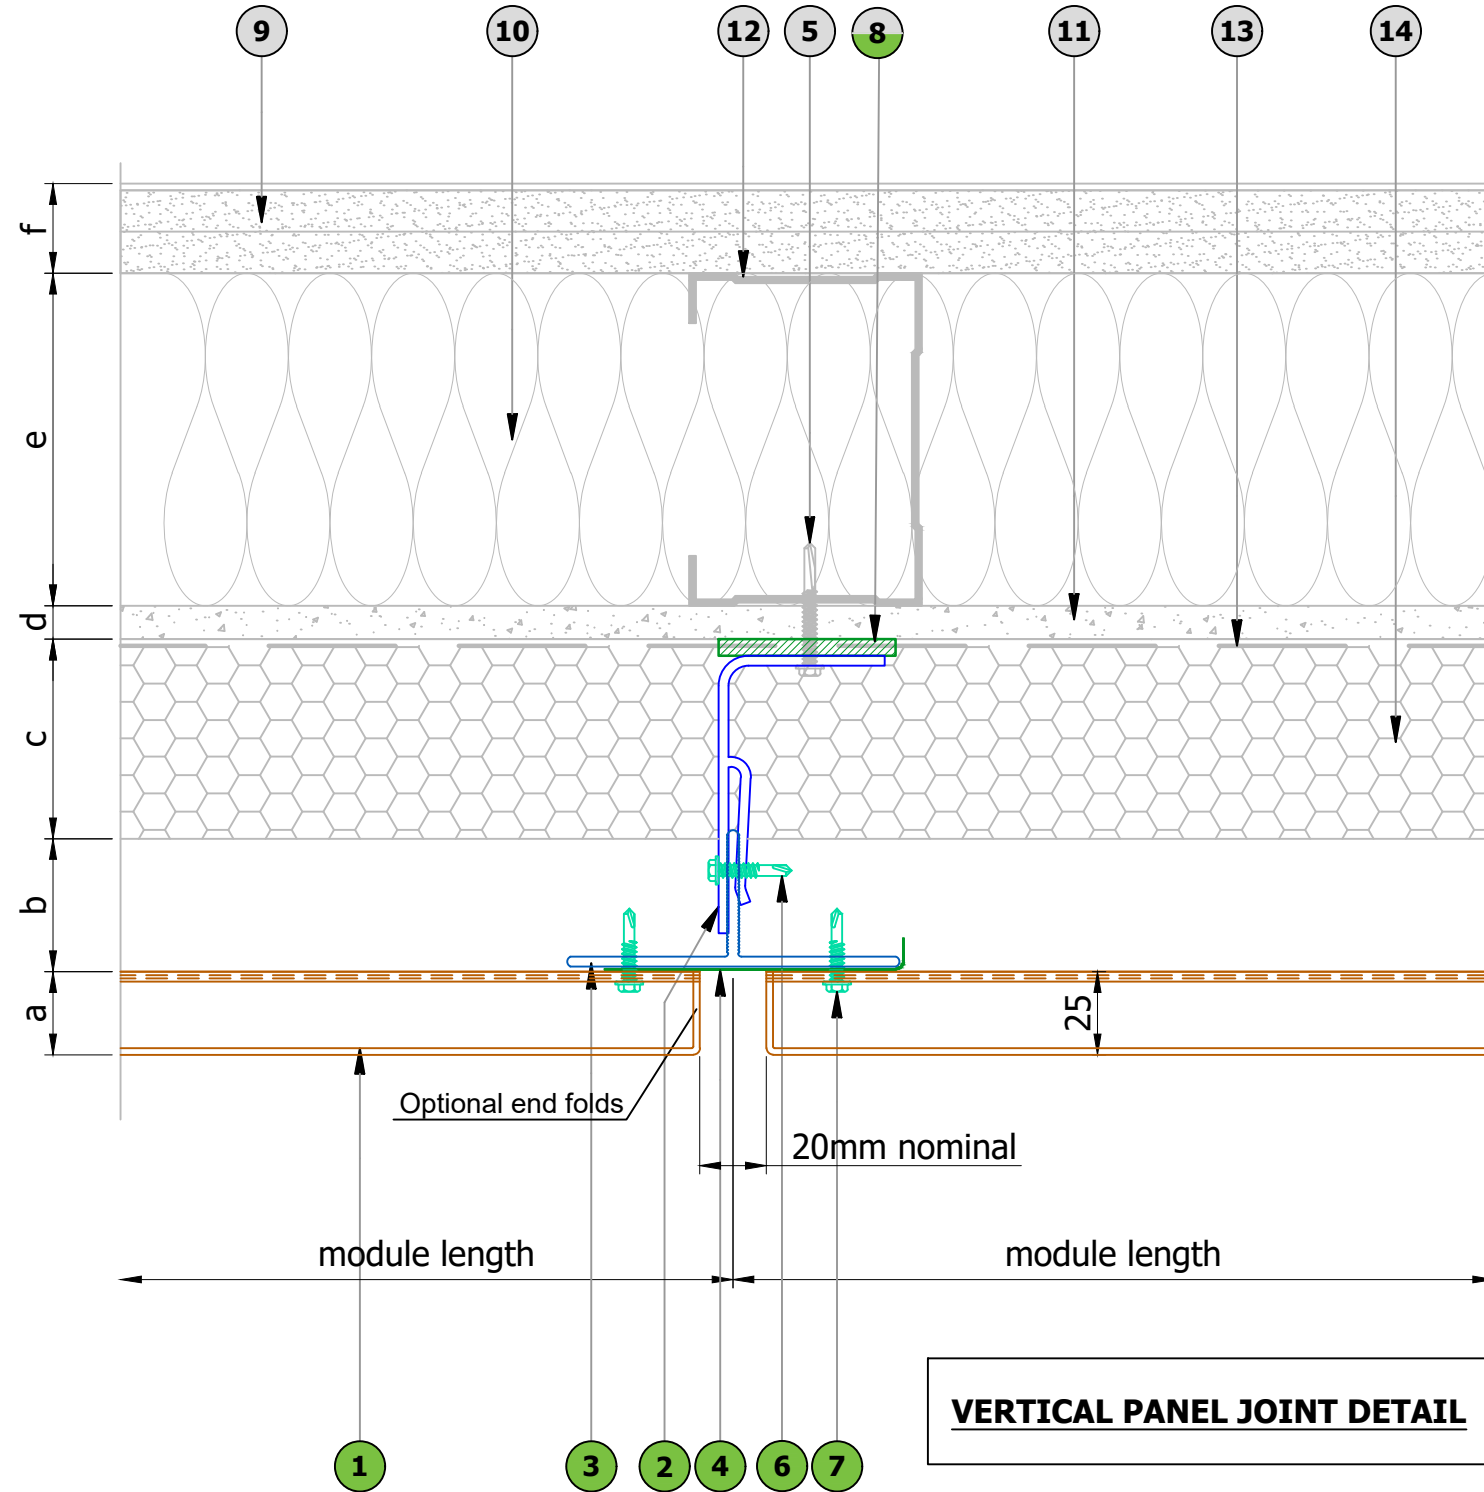 9 10 12 5 8 11 13 14
f
e
d
c
b
a
25
Optional end folds
20mm nominal
module length module length
VERTICAL PANEL JOINT DETAIL
1 3 2 4 6 7